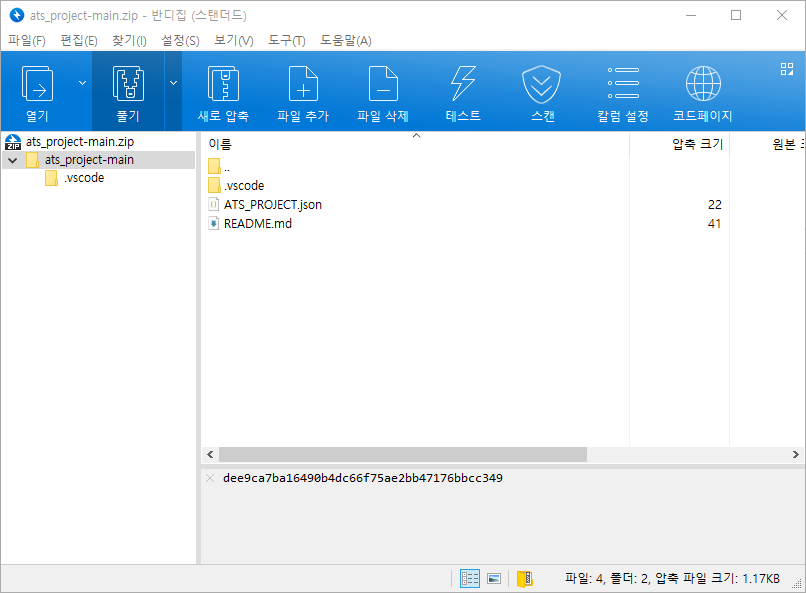 ats_project-main.zip - 반디집 (스탠더드)
파일(F) 편집(E) 찾기(I) 설정(S) 보기(V) 도구(T) 도움말(A)
열기 풀기 새로 압축 파일 추가 파일 삭제 테스트 스캔 칼럼 설정 코드페이지
ats_project-main.zip
ats_project-main
.vscode
이름 압축 크기 원본
..
.vscode
ATS_PROJECT.json 22
README.md 41
dee9ca7ba16490b4dc66f75ae2bb47176bbcc349
파일: 4, 폴더: 2, 압축 파일 크기: 1.17KB